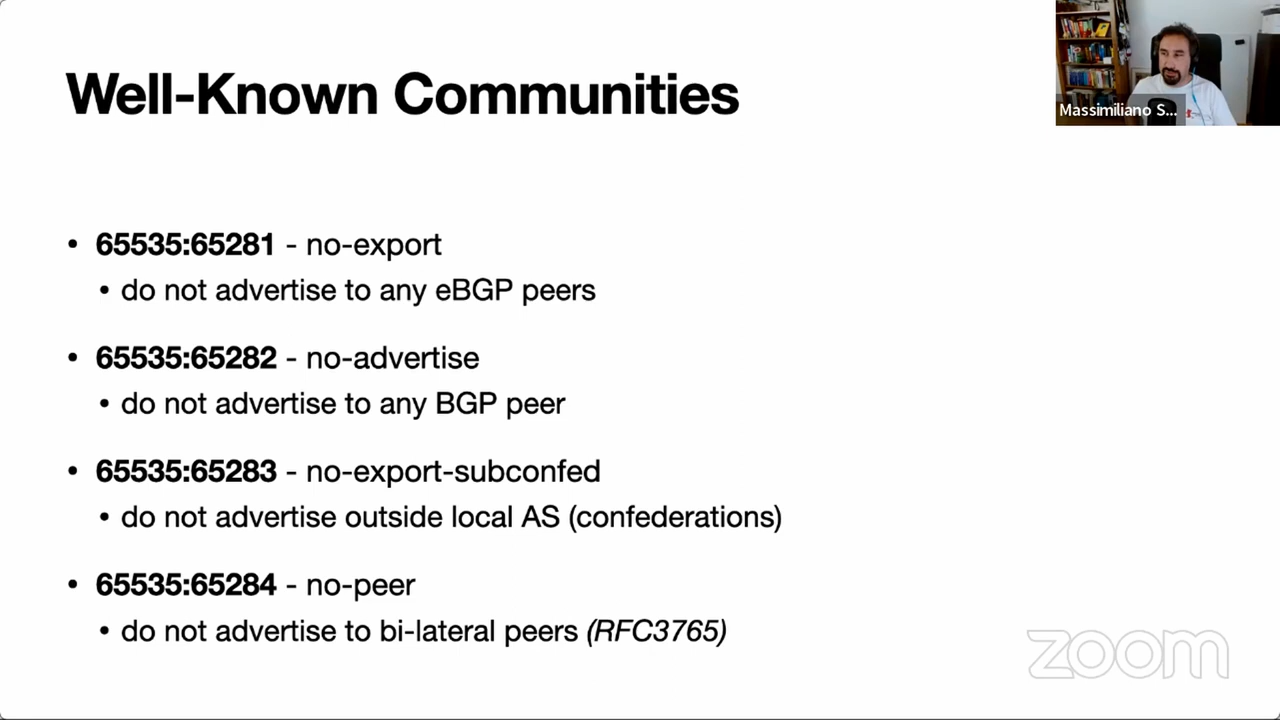 Well-Known Communities
Massimiliano S...
• 65535:65281 - no-export
• do not advertise to any eBGP peers
• 65535:65282 - no-advertise
• do not advertise to any BGP peer
• 65535:65283 - no-export-subconfed
• do not advertise outside local AS (confederations)
• 65535:65284 - no-peer
• do not advertise to bi-lateral peers (RFC3765)
zoom